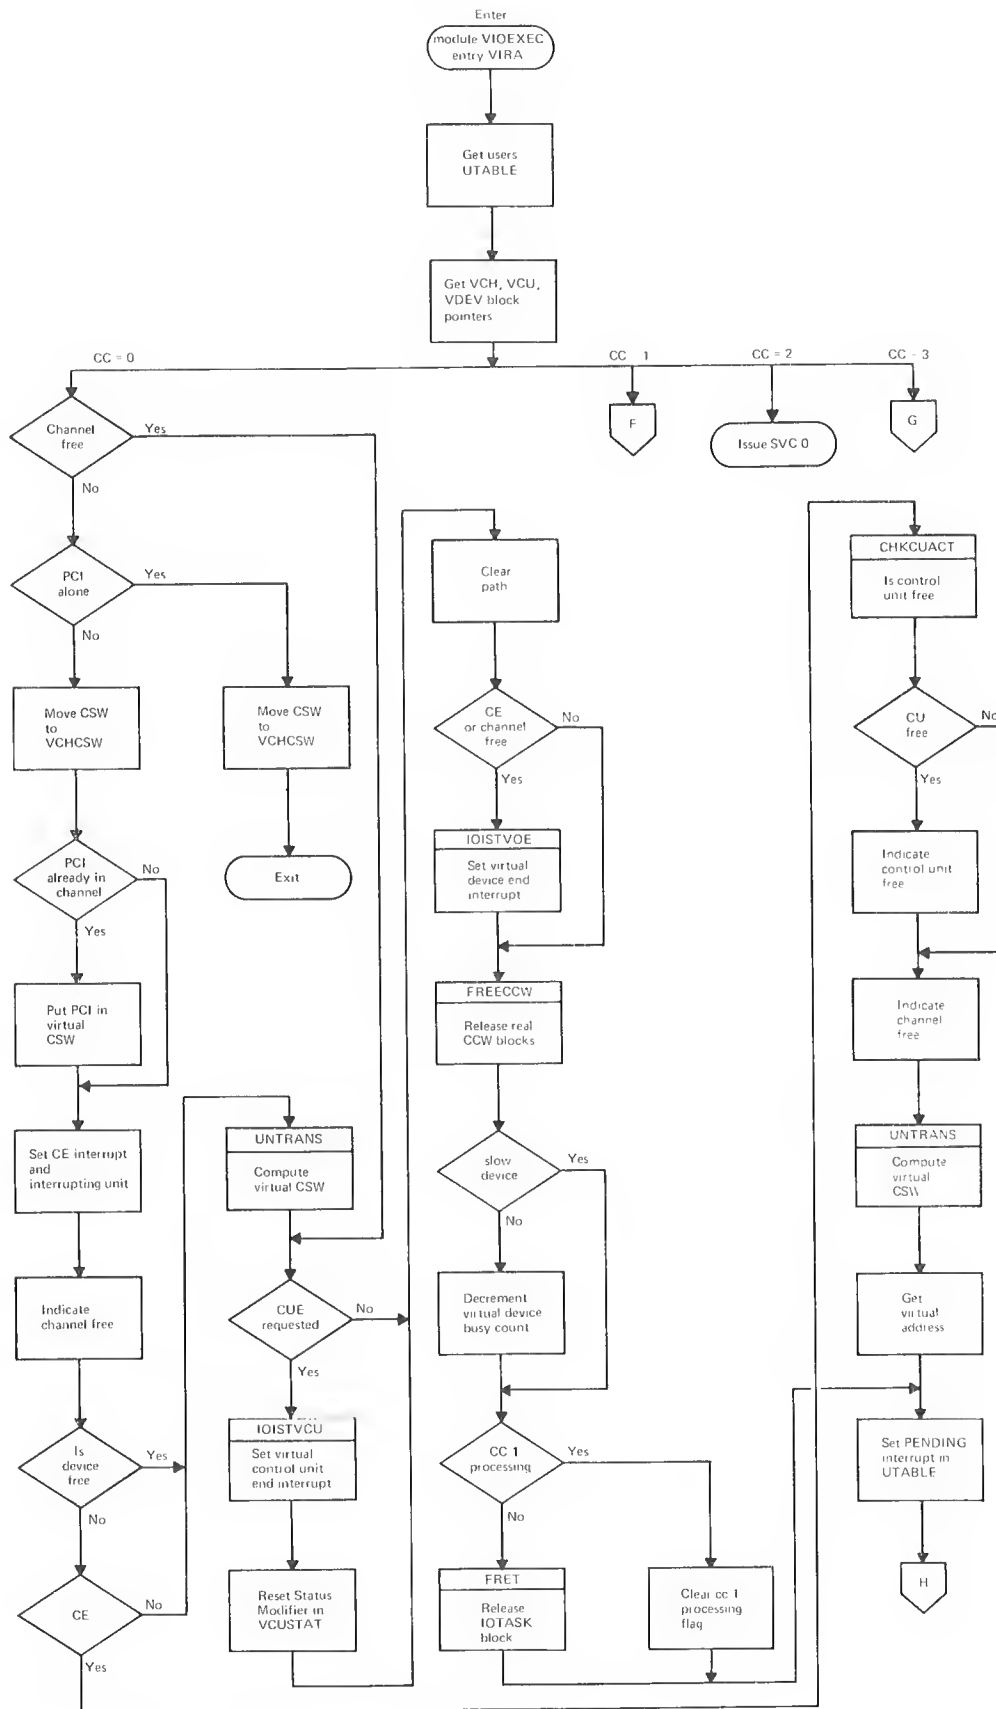 Enter
module VIOEXEC
entry VIRA
Get users
UTABLE
Get VCH, VCU,
VDEV block
pointers
CC = 0
CC - 1
CC = 2
CC - 3
Channel
free
Yes
No
F
Issue SVC 0
G
PCI
alone
Yes
No
Move CSW
to
VCHCSW
Move CSW
to
VCHCSW
PCI
already in
channel
No
Yes
Exit
Put PCI in
virtual
CSW
Set CE interrupt
and
interrupting unit
Indicate
channel free
Is
device
free
Yes
No
CE
No
Yes
UNTRANS
Compute
virtual CSW
CUE
requested
No
Yes
IOISTVCU
Set virtual
control unit
end interrupt
Reset Status
Modifier in
VCUSTAT
Clear
path
CE
or channel
free
No
Yes
IOISTVOE
Set virtual
device end
interrupt
FREECCW
Release real
CCW blocks
slow
device
Yes
No
Decrement
virtual device
busy count
CC 1
processing
Yes
No
FRET
Release
IOTASK
block
Clear cc 1
processing
flag
CHKCUACT
Is control
unit free
CU
free
No
Yes
Indicate
control unit
free
Indicate
channel
free
UNTRANS
Compute
virtual
CSW
Get
virtual
address
Set PENDING
interrupt in
UTABLE
H